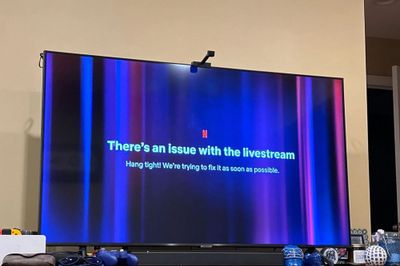 N
There's an issue with the livestream
Hang tight! We're trying to fix it as soon as possible.